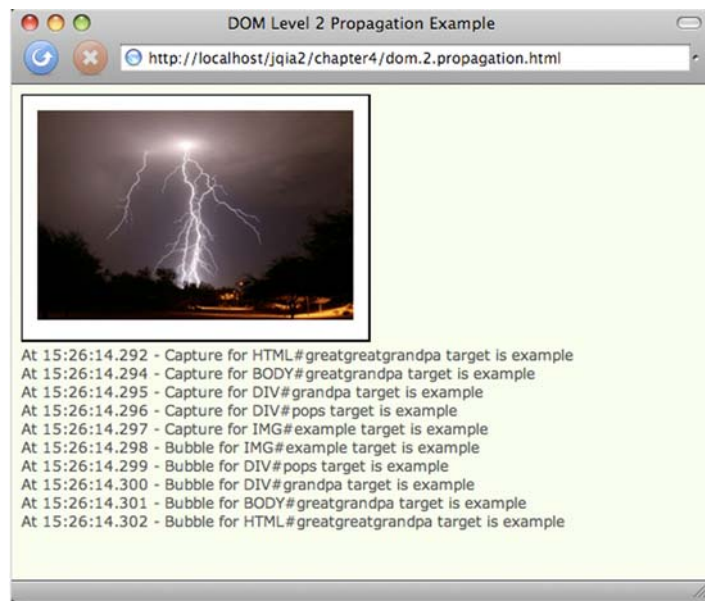 DOM Level 2 Propagation Example
http://localhost/jqia2/chapter4/dom.2.propagation.html
At 15:26:14.292 - Capture for HTML#greatgreatgrandpa target is example
At 15:26:14.294 - Capture for BODY#greatgrandpa target is example
At 15:26:14.295 - Capture for DIV#grandpa target is example
At 15:26:14.296 - Capture for DIV#pops target is example
At 15:26:14.297 - Capture for IMG#example target is example
At 15:26:14.298 - Bubble for IMG#example target is example
At 15:26:14.299 - Bubble for DIV#pops target is example
At 15:26:14.300 - Bubble for DIV#grandpa target is example
At 15:26:14.301 - Bubble for BODY#greatgrandpa target is example
At 15:26:14.302 - Bubble for HTML#greatgreatgrandpa target is example